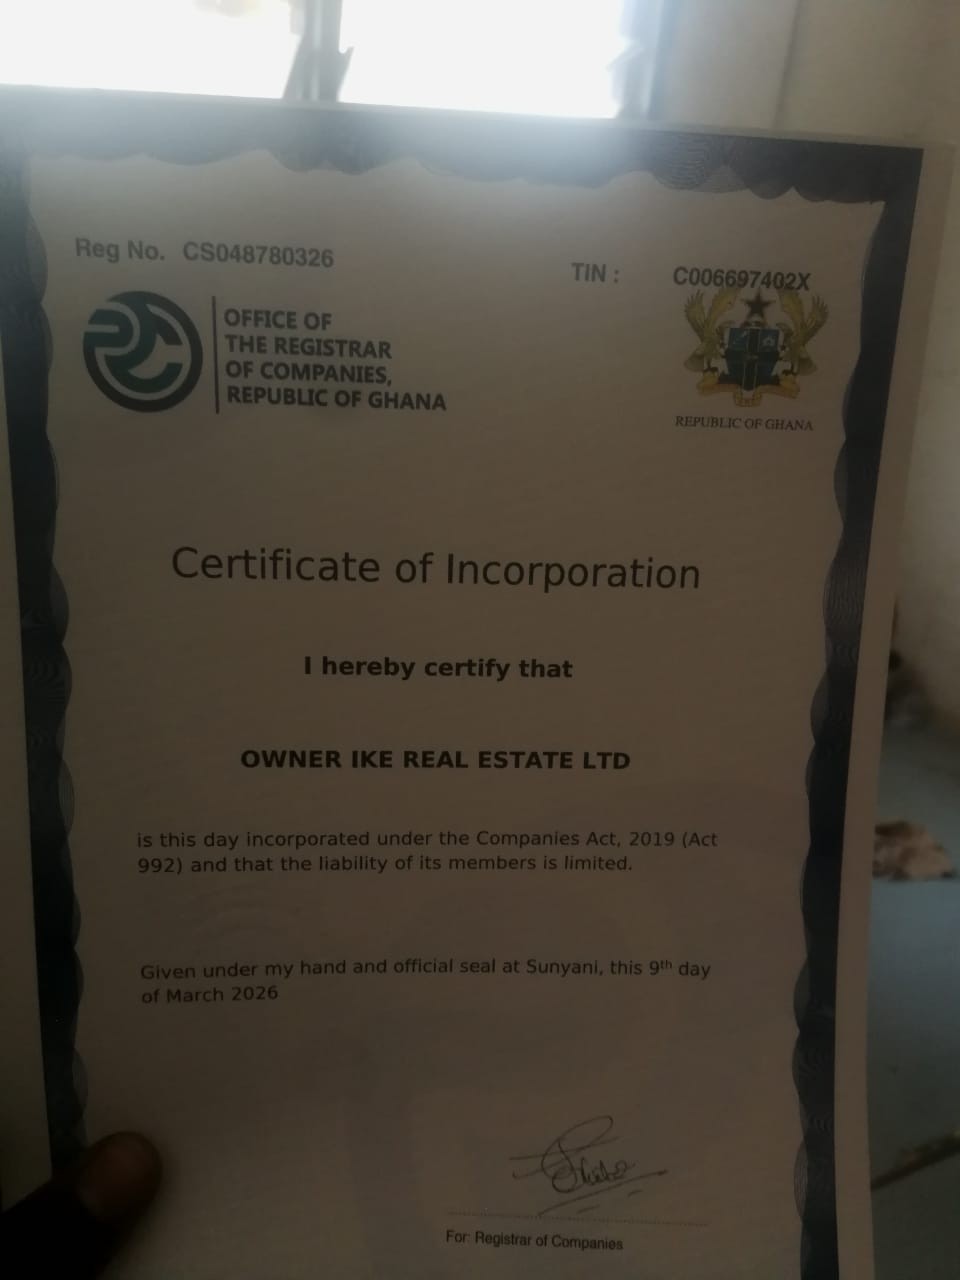 Reg No. CS048780326
TIN : C006697402X
OFFICE OF
THE REGISTRAR
OF COMPANIES,
REPUBLIC OF GHANA
REPUBLIC OF GHANA
Certificate of Incorporation
I hereby certify that
OWNER IKE REAL ESTATE LTD
is this day incorporated under the Companies Act, 2019 (Act
992) and that the liability of its members is limited.
Given under my hand and official seal at Sunyani, this 9th day
of March 2026
For: Registrar of Companies